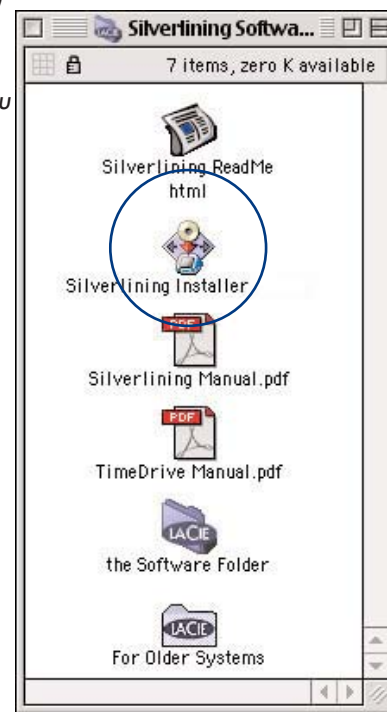 U
Silverlining Softwa...
7 items, zero K available
Silverlining ReadMe
html
Silverlining Installer
PDF
Silverlining Manual.pdf
PDF
TimeDrive Manual.pdf
LACIE
the Software Folder
LACIE
For Older Systems